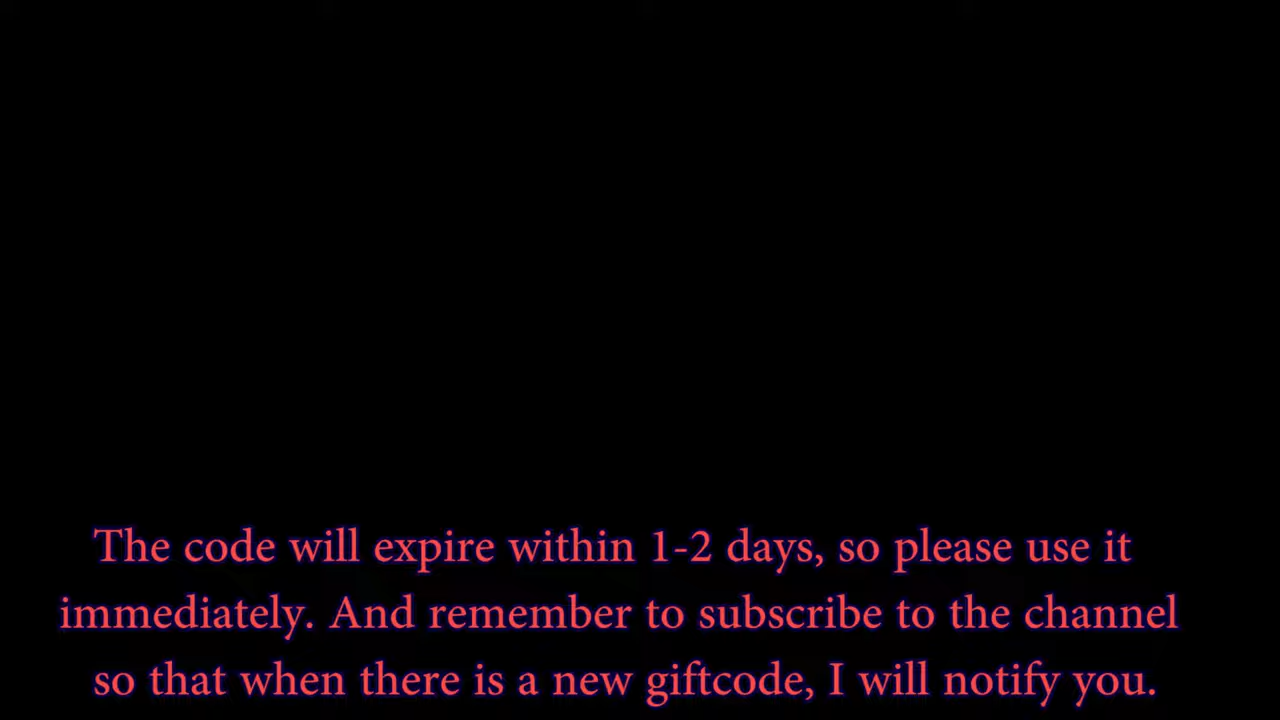 The code will expire within 1-2 days, so please use it
immediately. And remember to subscribe to the channel
so that when there is a new giftcode, I will notify you.